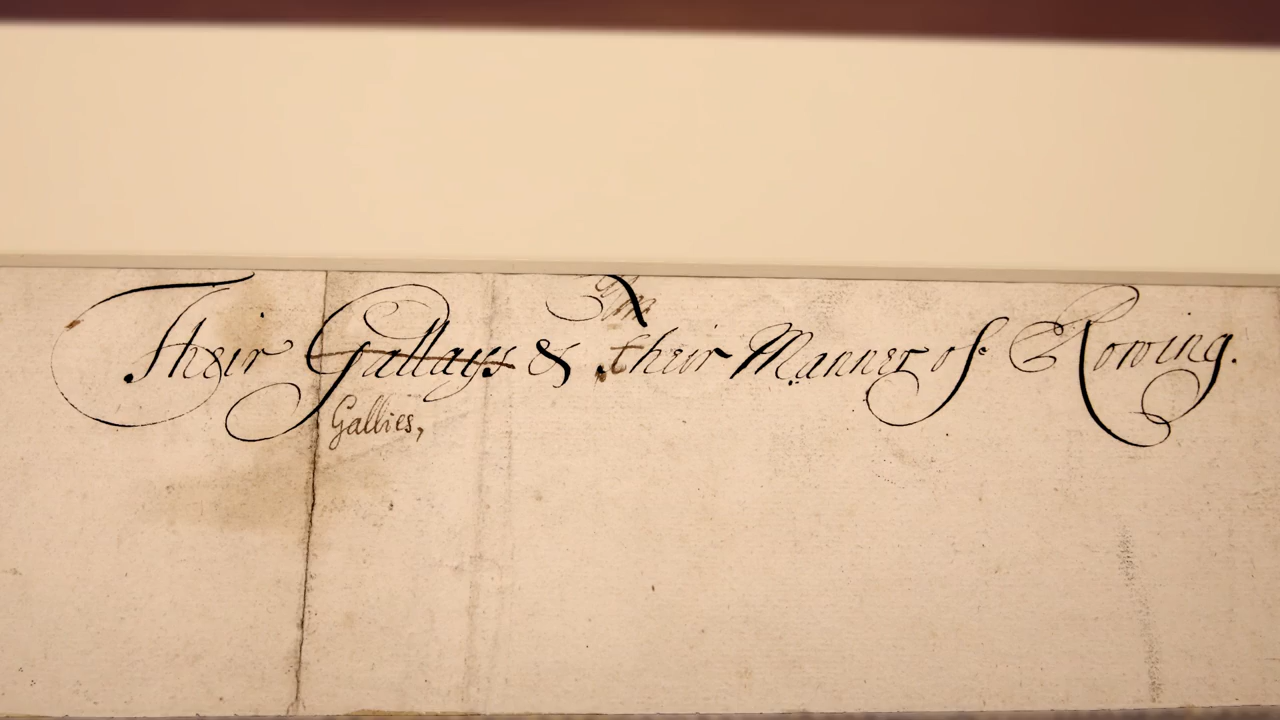 Their Gallays & their Manner of Rowing.
Gallies,